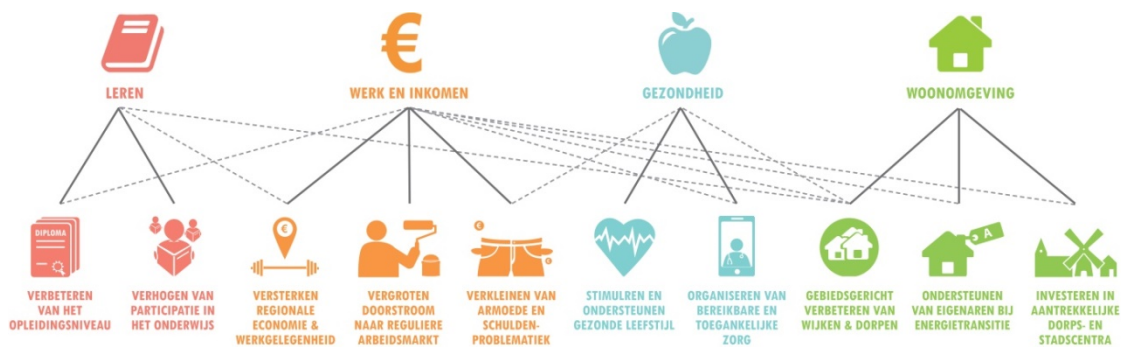 LEREN
WERK EN INKOMEN
GEZONDHEID
WOONOMGEVING
DIPLOMA
VERBETEREN
VAN HET
OPLEIDINGSNIVEAU
VERHOGEN VAN
PARTICIPATIE IN
HET ONDERWIJS
€
VERSTERKEN
REGIONALE
ECONOMIE &
WERKGELEGENHEID
VERGROTEN
DOORSTROOM
NAAR REGULIERE
ARBEIDSMARKT
€
€
VERKLEINEN VAN
ARMOEDE EN
SCHULDEN-
PROBLEMATIEK
STIMULREN EN
ONDERSTEUNEN
GEZONDE LEEFSTIJL
ORGANISEREN VAN
BEREIKBARE EN
TOEGANKELIJKE
ZORG
GEBIEDSGERICHT
VERBETEREN VAN
WIJKEN & DORPEN
A
ONDERSTEUNEN
VAN EIGENAREN BIJ
ENERGIETRANSITIE
INVESTEREN IN
AANTREKKELIJKE
DORPS- EN
STADSCENTRA